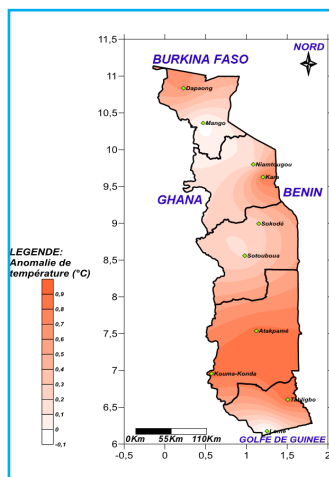 NORD
BURKINA FASO
11,5
11
Dapaong
10,5
Mango
10
Niamtougou
Kara
9,5
GHANA
BENIN
9
Sokodé
8,5
Sotouboua
LEGENDE:
Anomalie de
température (°C)
8
0,9
0,8
0,7
0,6
0,5
0,4
0,3
0,2
0,1
0
-0,1
7,5
Atakpamé
7
Kouma-Konda
6,5
Tabligbo
6
Lomé
0Km 55Km 110Km
GOLFE DE GUINEE
-0,5 0 0,5 1 1,5 2